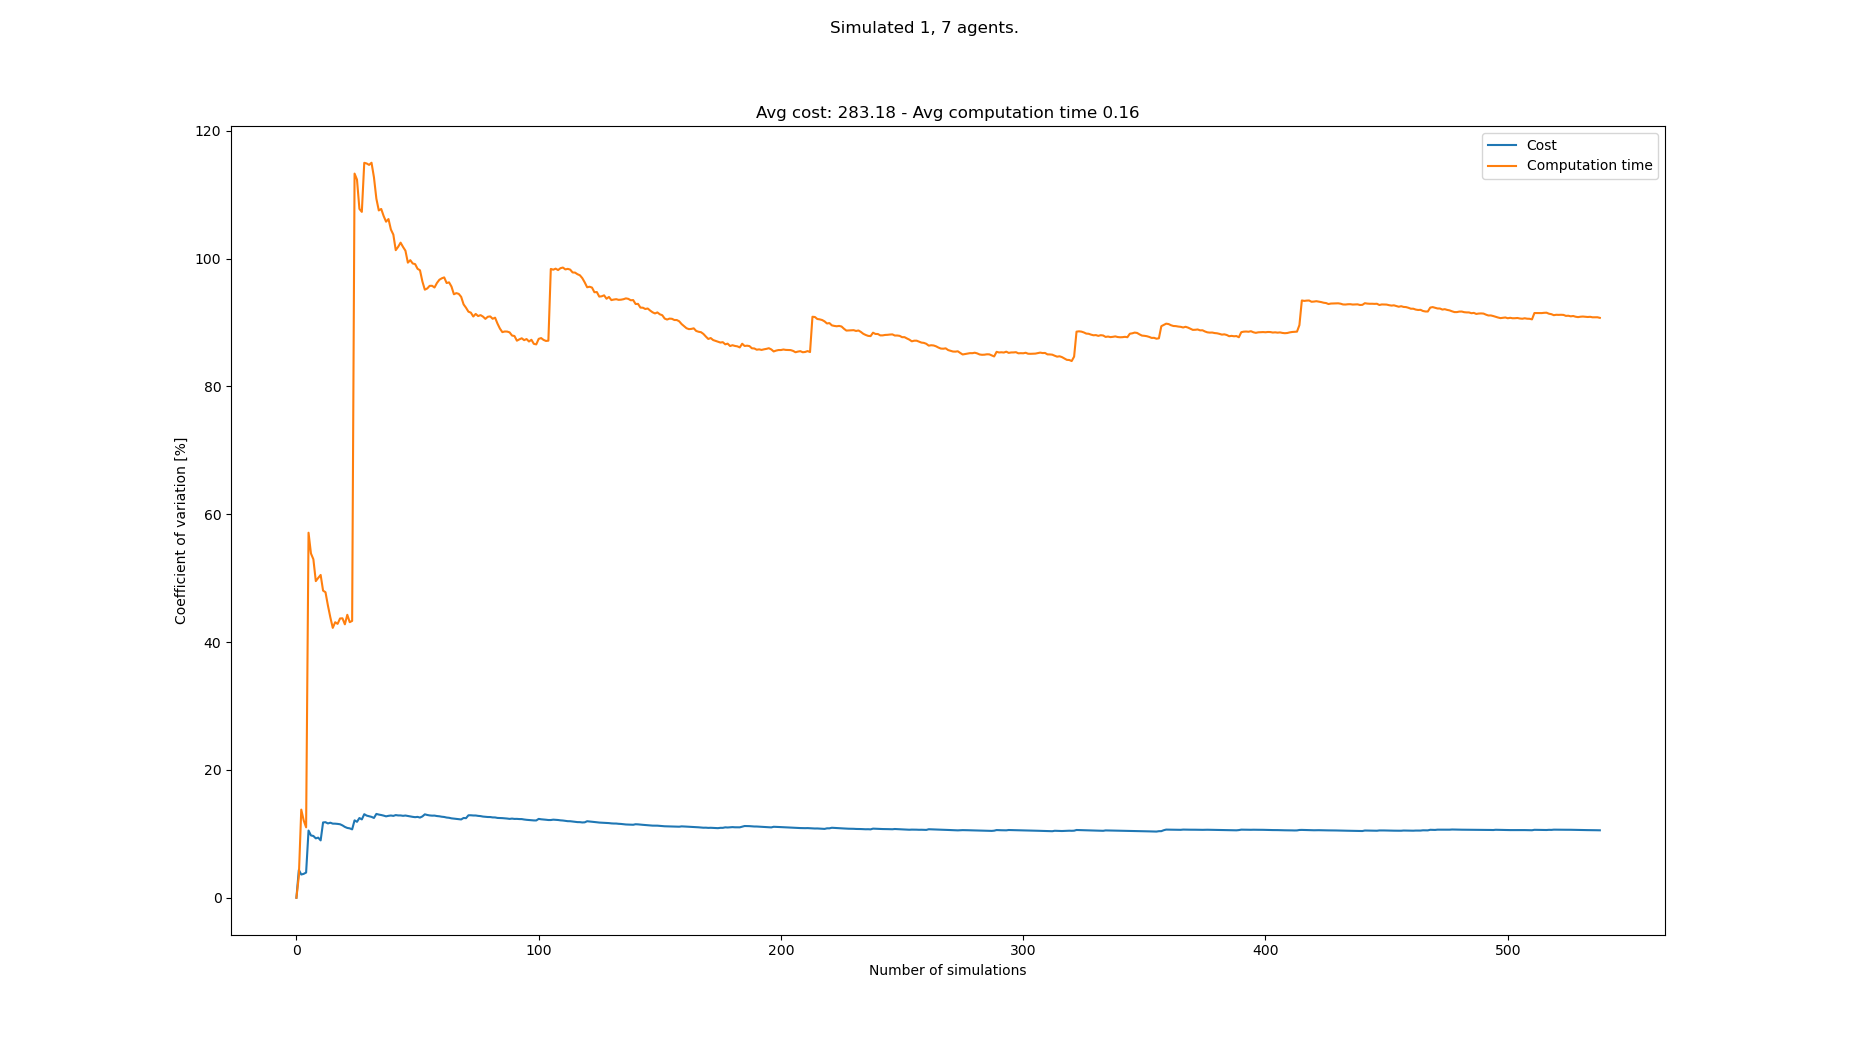 Simulated 1, 7 agents.
Avg cost: 283.18 - Avg computation time 0.16
Cost
Computation time
Coefficient of variation [%]
120
100
80
60
40
20
0
0 100 200 300 400 500
Number of simulations